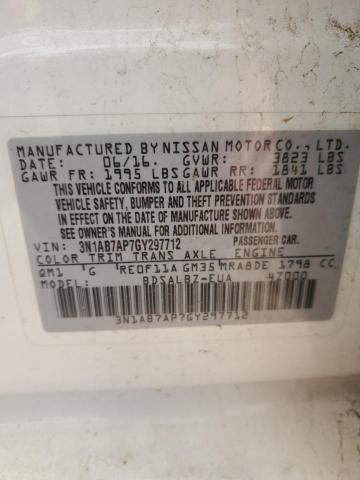 MANUFACTURED BY NISSAN MOTOR CO., LTD.
DATE: 06/16. GVWR: 3823 LBS
GAWR FR: 1995 LBS GAWR RR: 1841 LBS
THIS VEHICLE CONFORMS TO ALL APPLICABLE FEDERAL MOTOR
VEHICLE SAFETY, BUMPER AND THEFT PREVENTION STANDARDS
IN EFFECT ON THE DATE OF MANUFACTURE SHOWN ABOVE.
SEE OWNER'S MANUAL FOR ADDITIONAL INFORMATION.
VIN: 3N1AB7AP7GY297712
COLOR TRIM TRANS AXLE ENGINE
QM1 G RE0F11A GM35 MRA8DE 1798 CC
MODEL: BDSALBZ-EUA 47000
3N1AB7AP7GY297712